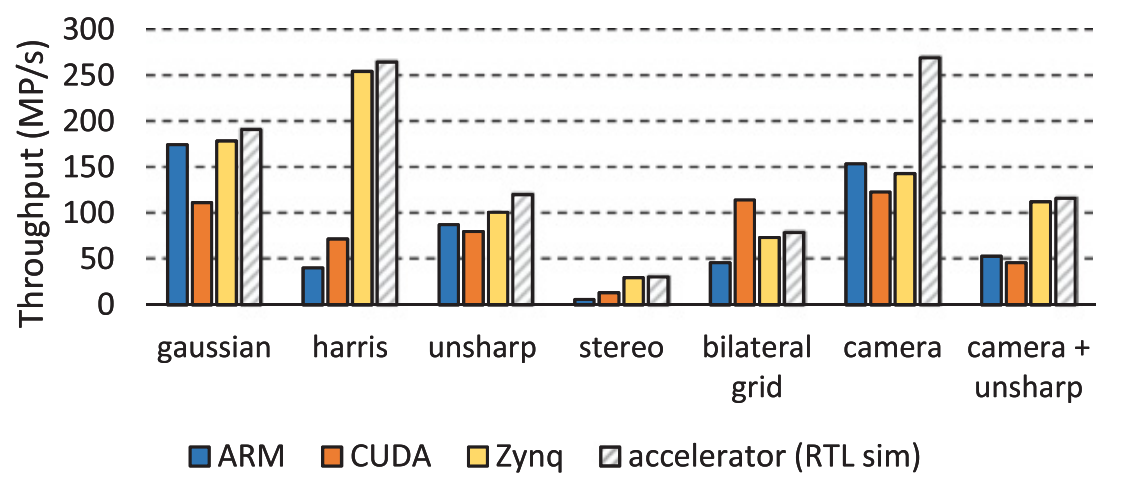 Throughput (MP/s)
300
250
200
150
100
50
0
gaussian harris unsharp stereo bilateral grid camera camera + unsharp
ARM CUDA Zynq accelerator (RTL sim)